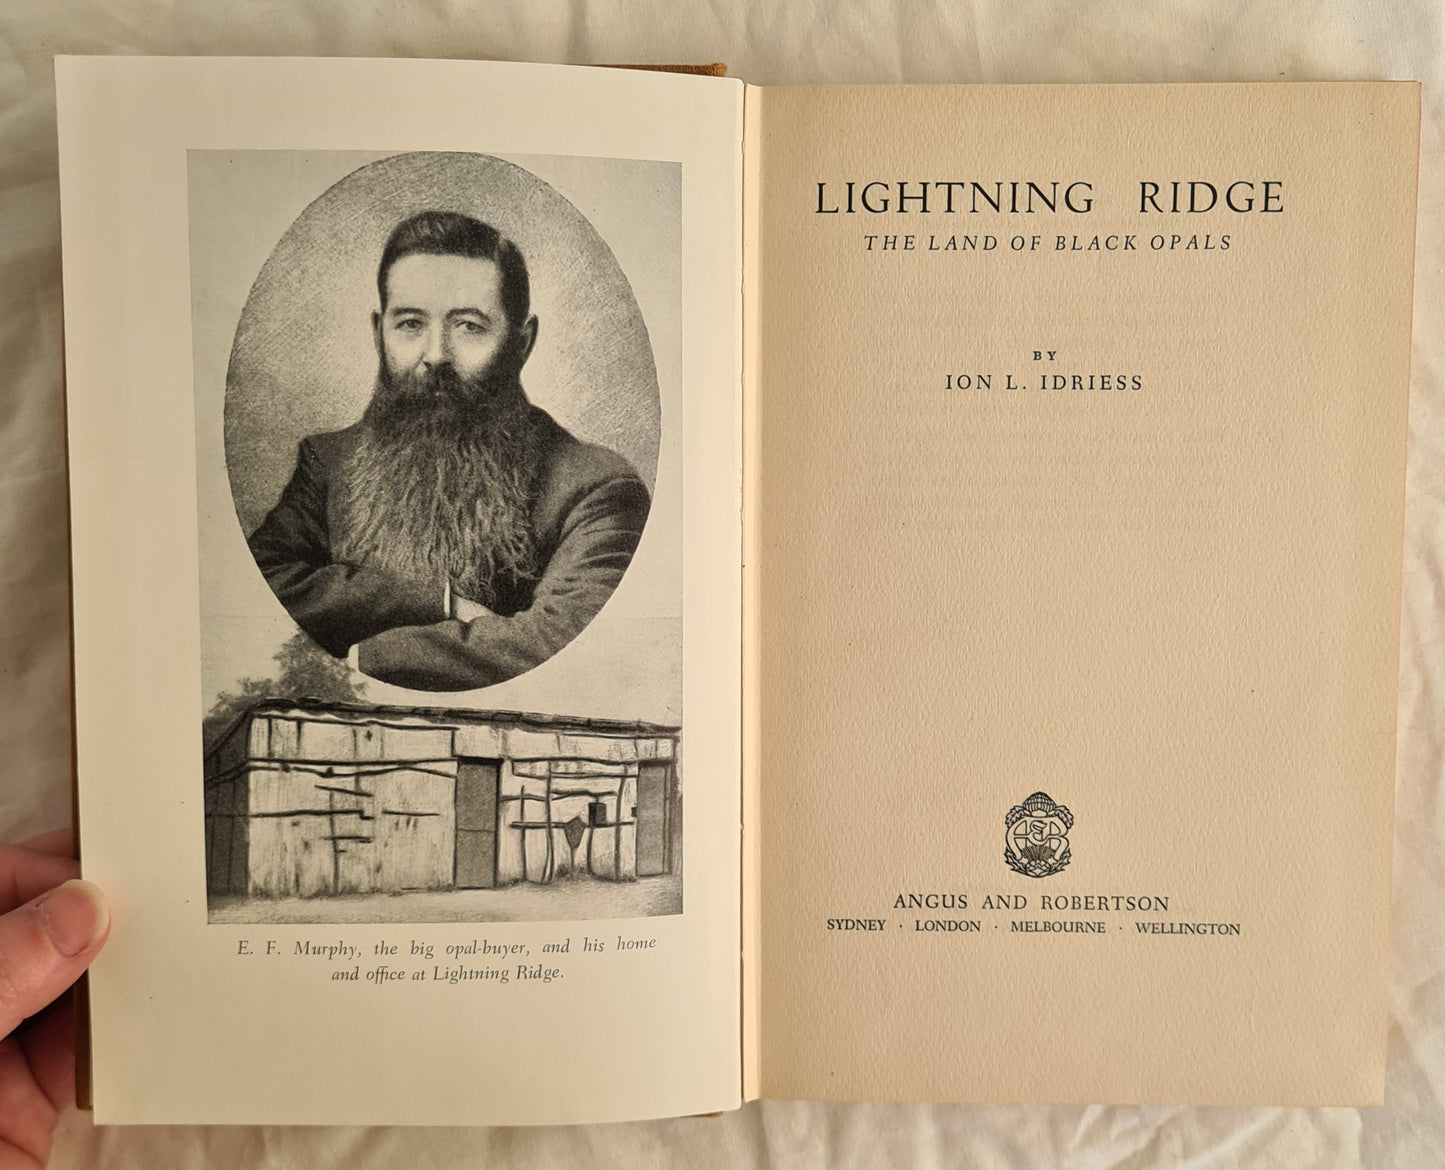 E. F. Murphy, the big opal-buyer, and his home
and office at Lightning Ridge.
LIGHTNING RIDGE
THE LAND OF BLACK OPALS
BY
ION L. IDRIESS
A&R
ANGUS AND ROBERTSON
SYDNEY · LONDON · MELBOURNE · WELLINGTON